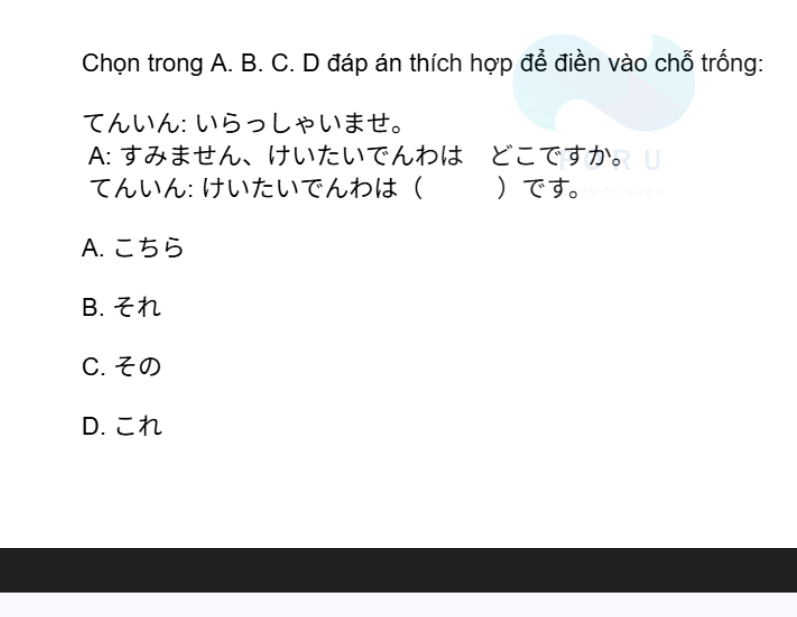 Chọn trong A. B. C. D đáp án thích hợp để điền vào chỗ trống:
てんいん: いらっしゃいませ。
A: すみません、けいたいでんわは　どこですか。
てんいん: けいたいでんわは（　　　）です。
A. こちら
B. それ
C. その
D. これ